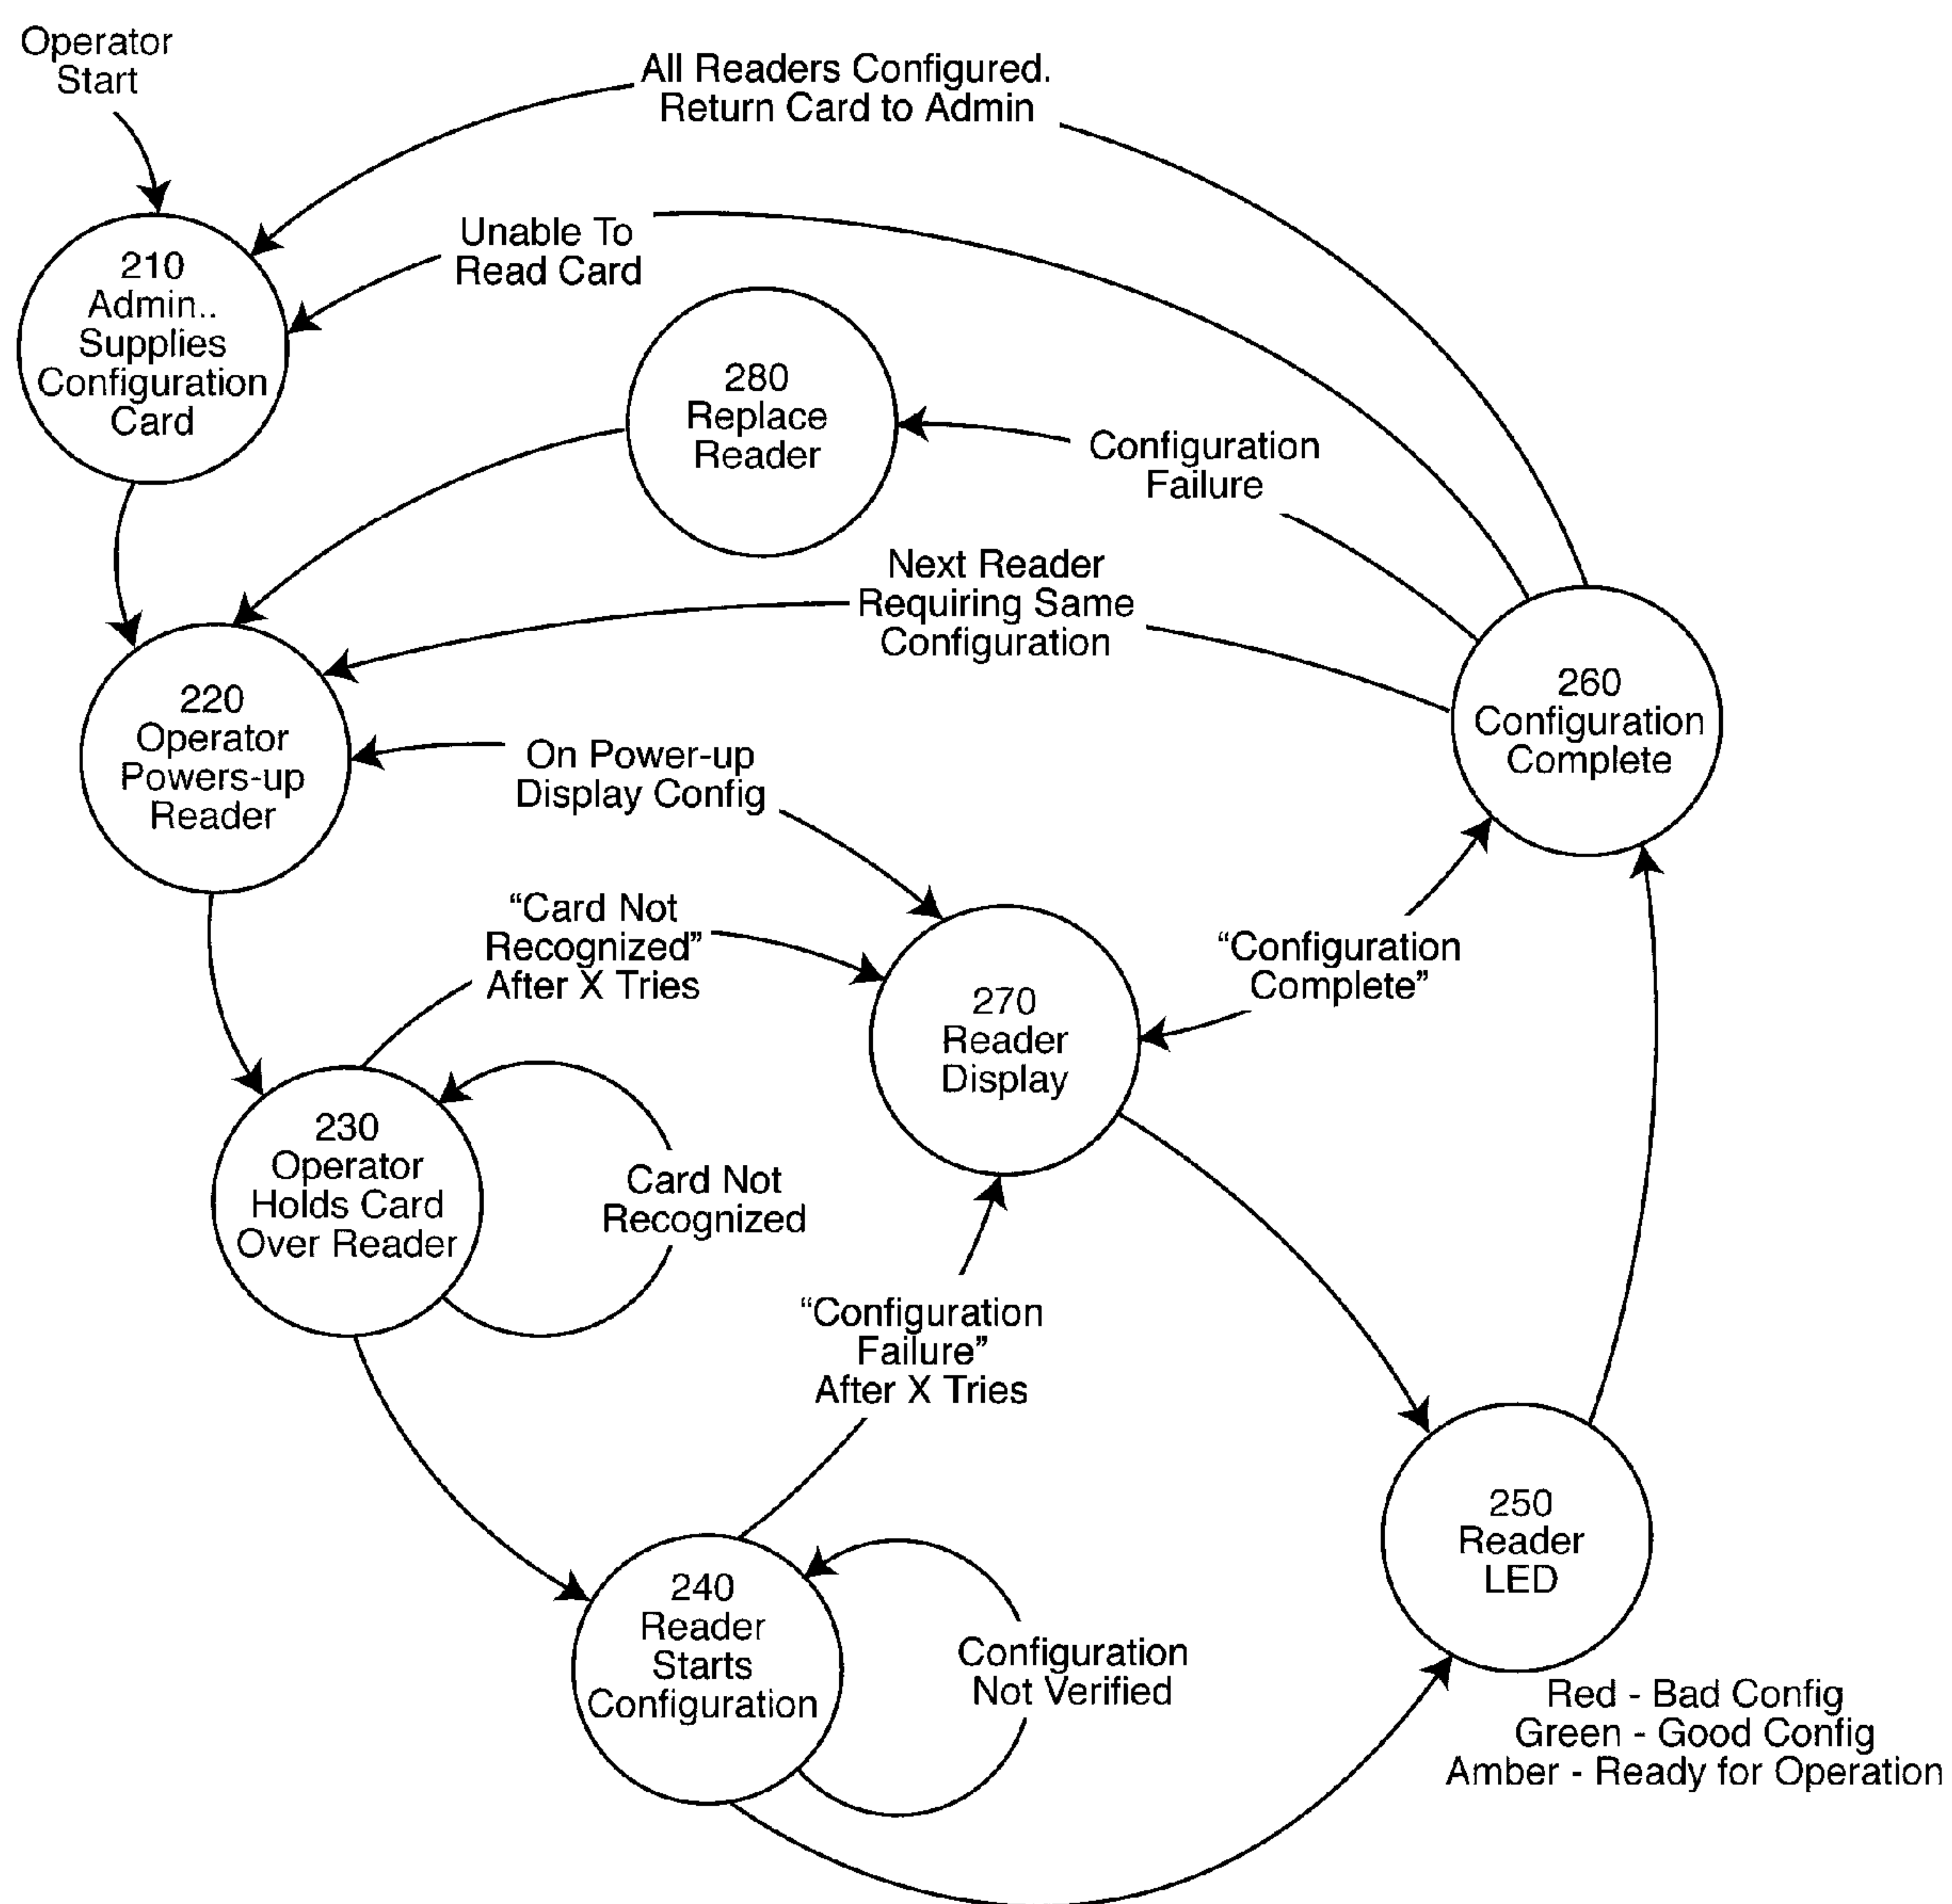 Operator
Start
All Readers Configured.
Return Card to Admin
Unable To
Read Card
210
Admin..
Supplies
Configuration
Card
280
Replace
Reader
Configuration
Failure
Next Reader
Requiring Same
Configuration
260
Configuration
Complete
220
Operator
Powers-up
Reader
On Power-up
Display Config
“Card Not
Recognized”
After X Tries
“Configuration
Complete”
270
Reader
Display
230
Operator
Holds Card
Over Reader
Card Not
Recognized
“Configuration
Failure”
After X Tries
250
Reader
LED
240
Reader
Starts
Configuration
Configuration
Not Verified
Red - Bad Config
Green - Good Config
Amber - Ready for Operation